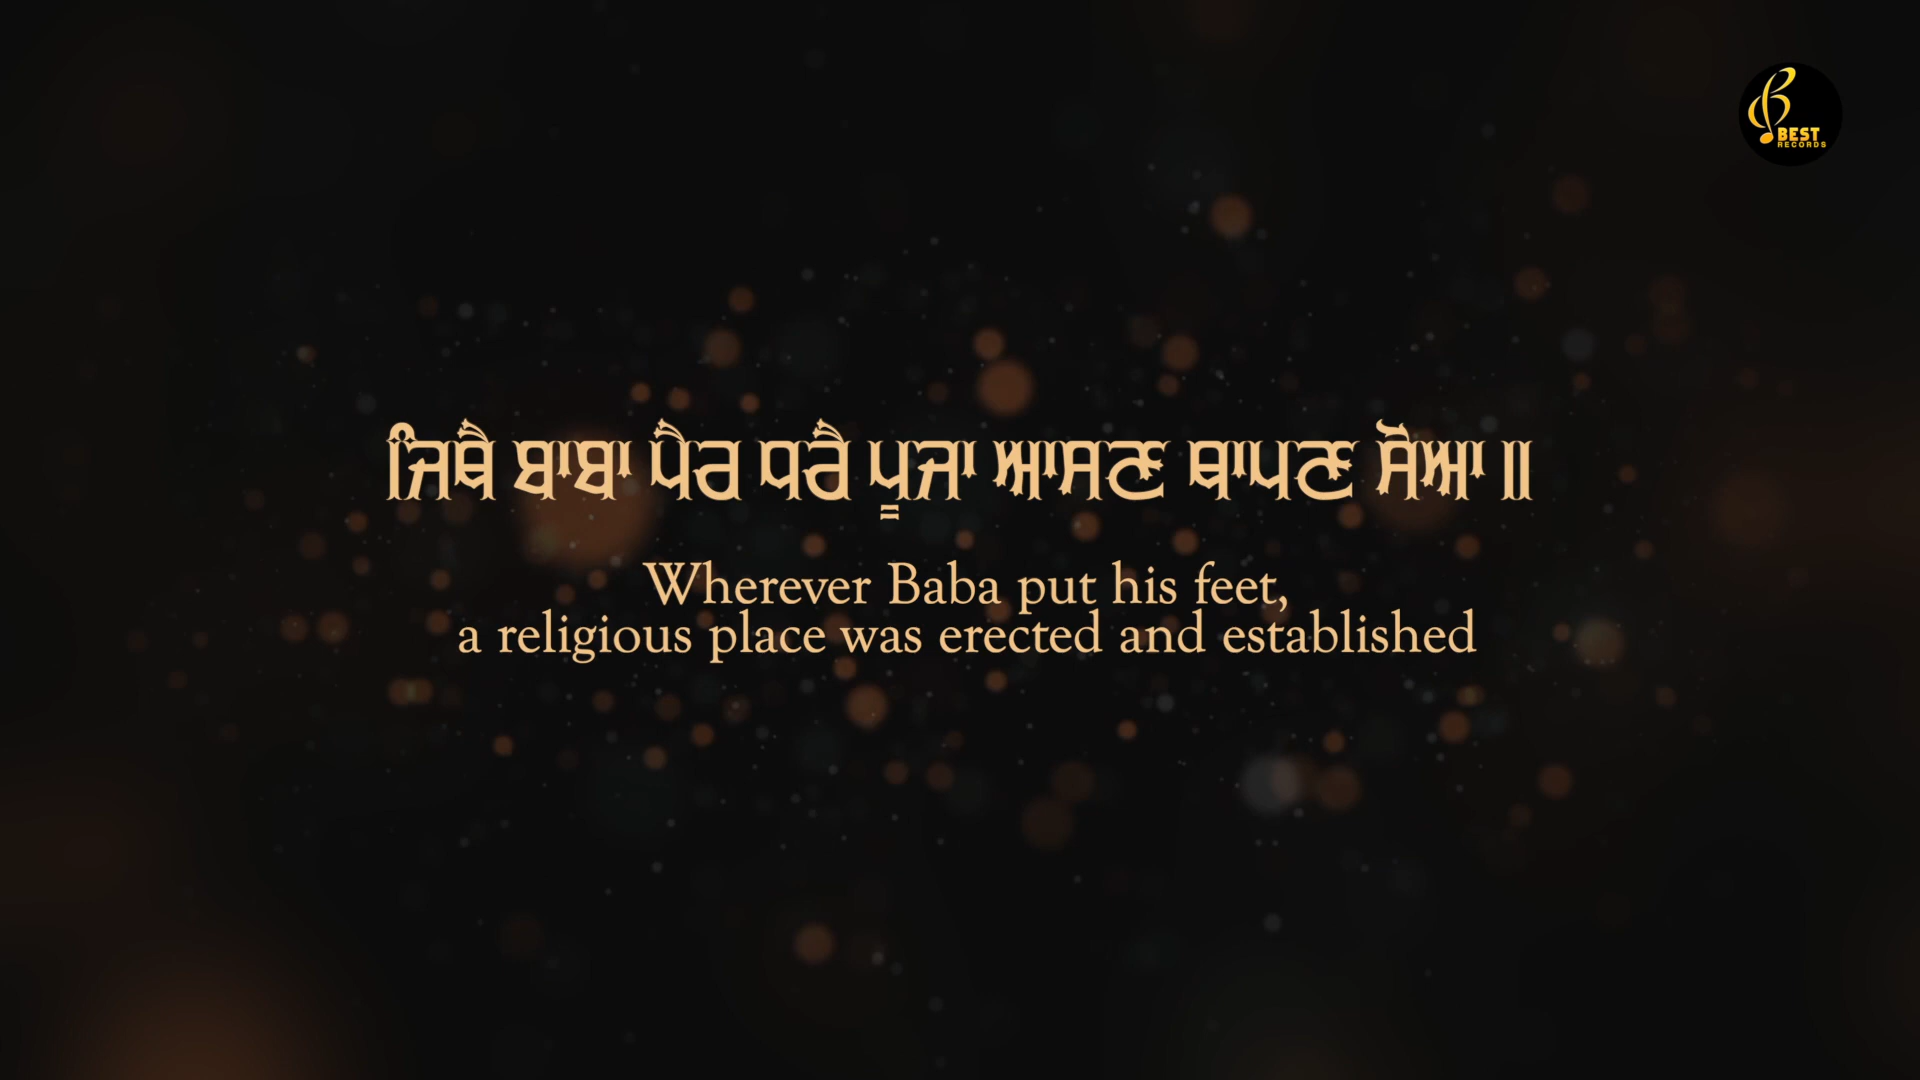 BEST
RECORDS
ਜਿਥੈ ਬਾਬਾ ਪੈਰ ਧਰੈ ਪੂਜਾ ਆਸਣ ਥਾਪਣ ਸੋਆ ॥
Wherever Baba put his feet,
a religious place was erected and established